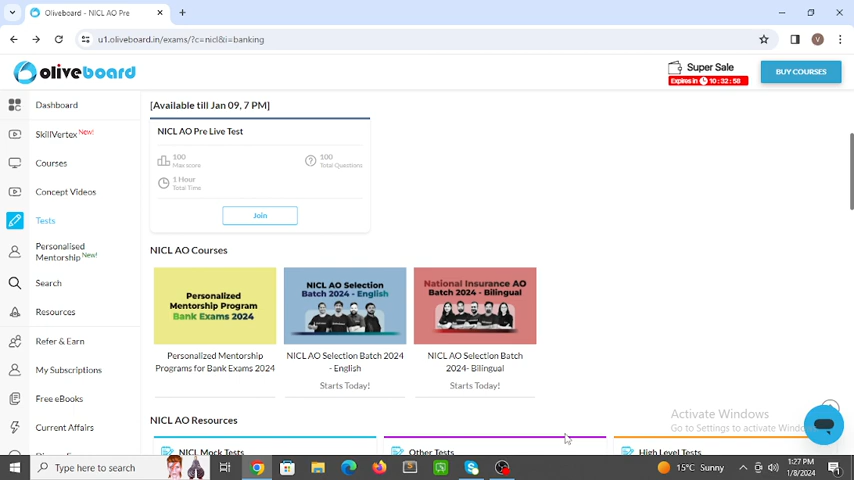 Oliveboard - NICL AO Pre
u1.oliveboard.in/exams/?c=nicl&i=banking
V
oliveboard
Super Sale
Expires in 10 : 32 : 58
BUY COURSES
Dashboard
SkillVertex New!
Courses
Concept Videos
Tests
Personalised
Mentorship New!
Search
Resources
Refer & Earn
My Subscriptions
Free eBooks
Current Affairs
[Available till Jan 09, 7 PM]
NICL AO Pre Live Test
100
Max score
100
Total Questions
1 Hour
Total Time
Join
NICL AO Courses
Personalized
Mentorship Program
Bank Exams 2024
NICL AO Selection
Batch 2024 - English
National Insurance AO
Batch 2024 - Bilingual
Personalized Mentorship
Programs for Bank Exams 2024
NICL AO Selection Batch 2024
- English
Starts Today!
NICL AO Selection Batch
2024- Bilingual
Starts Today!
NICL AO Resources
NICL Mock Tests
Other Tests
High Level Tests
Activate Windows
Go to Settings to activate Windo
Type here to search
15°C Sunny
1:27 PM
1/8/2024